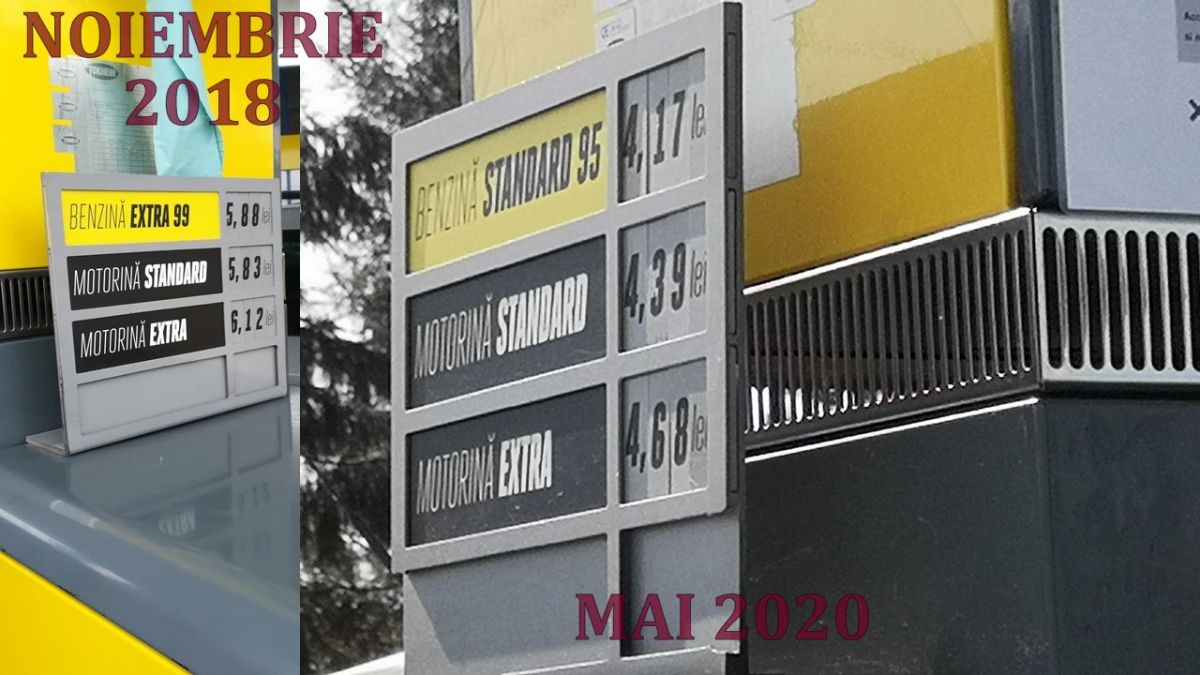 NOIEMBRIE
2018
BENZINĂ EXTRA 99 5,88 lei
MOTORINĂ STANDARD 5,83 lei
MOTORINĂ EXTRA 6,12 lei
BENZINĂ STANDARD 95 4,17 lei
MOTORINĂ STANDARD 4,39 lei
MOTORINĂ EXTRA 4,68 lei
MAI 2020